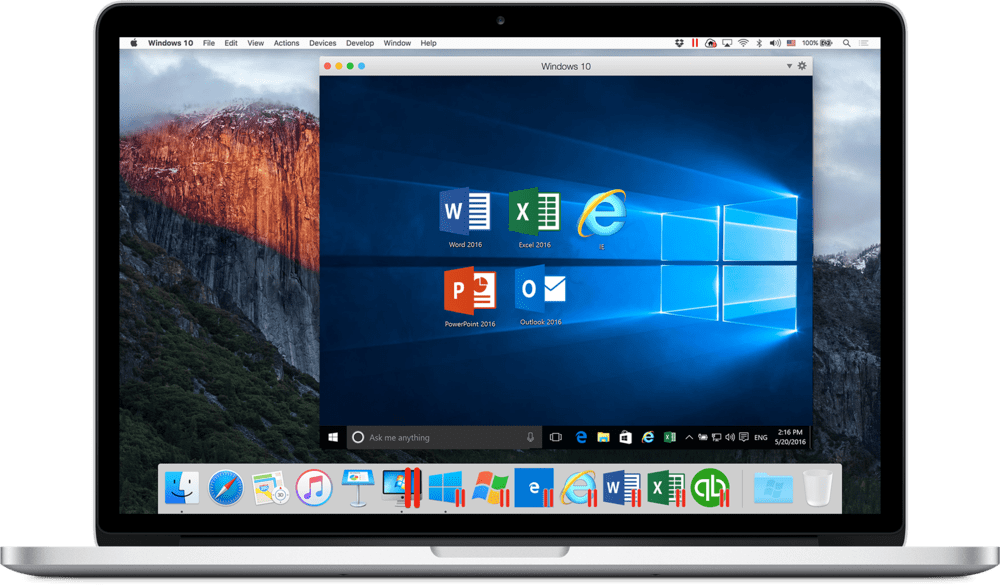 Windows 10 File Edit View Actions Devices Develop Window Help 100%
Windows 10
W X e
Word 2016 Excel 2016 IE
P O
PowerPoint 2016 Outlook 2016
Ask me anything e e X ENG 2:16 PM
5/20/2016
e e W X qb